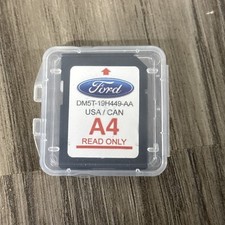 Ford
DM5T-19H449-AA
USA / CAN
A4
READ ONLY